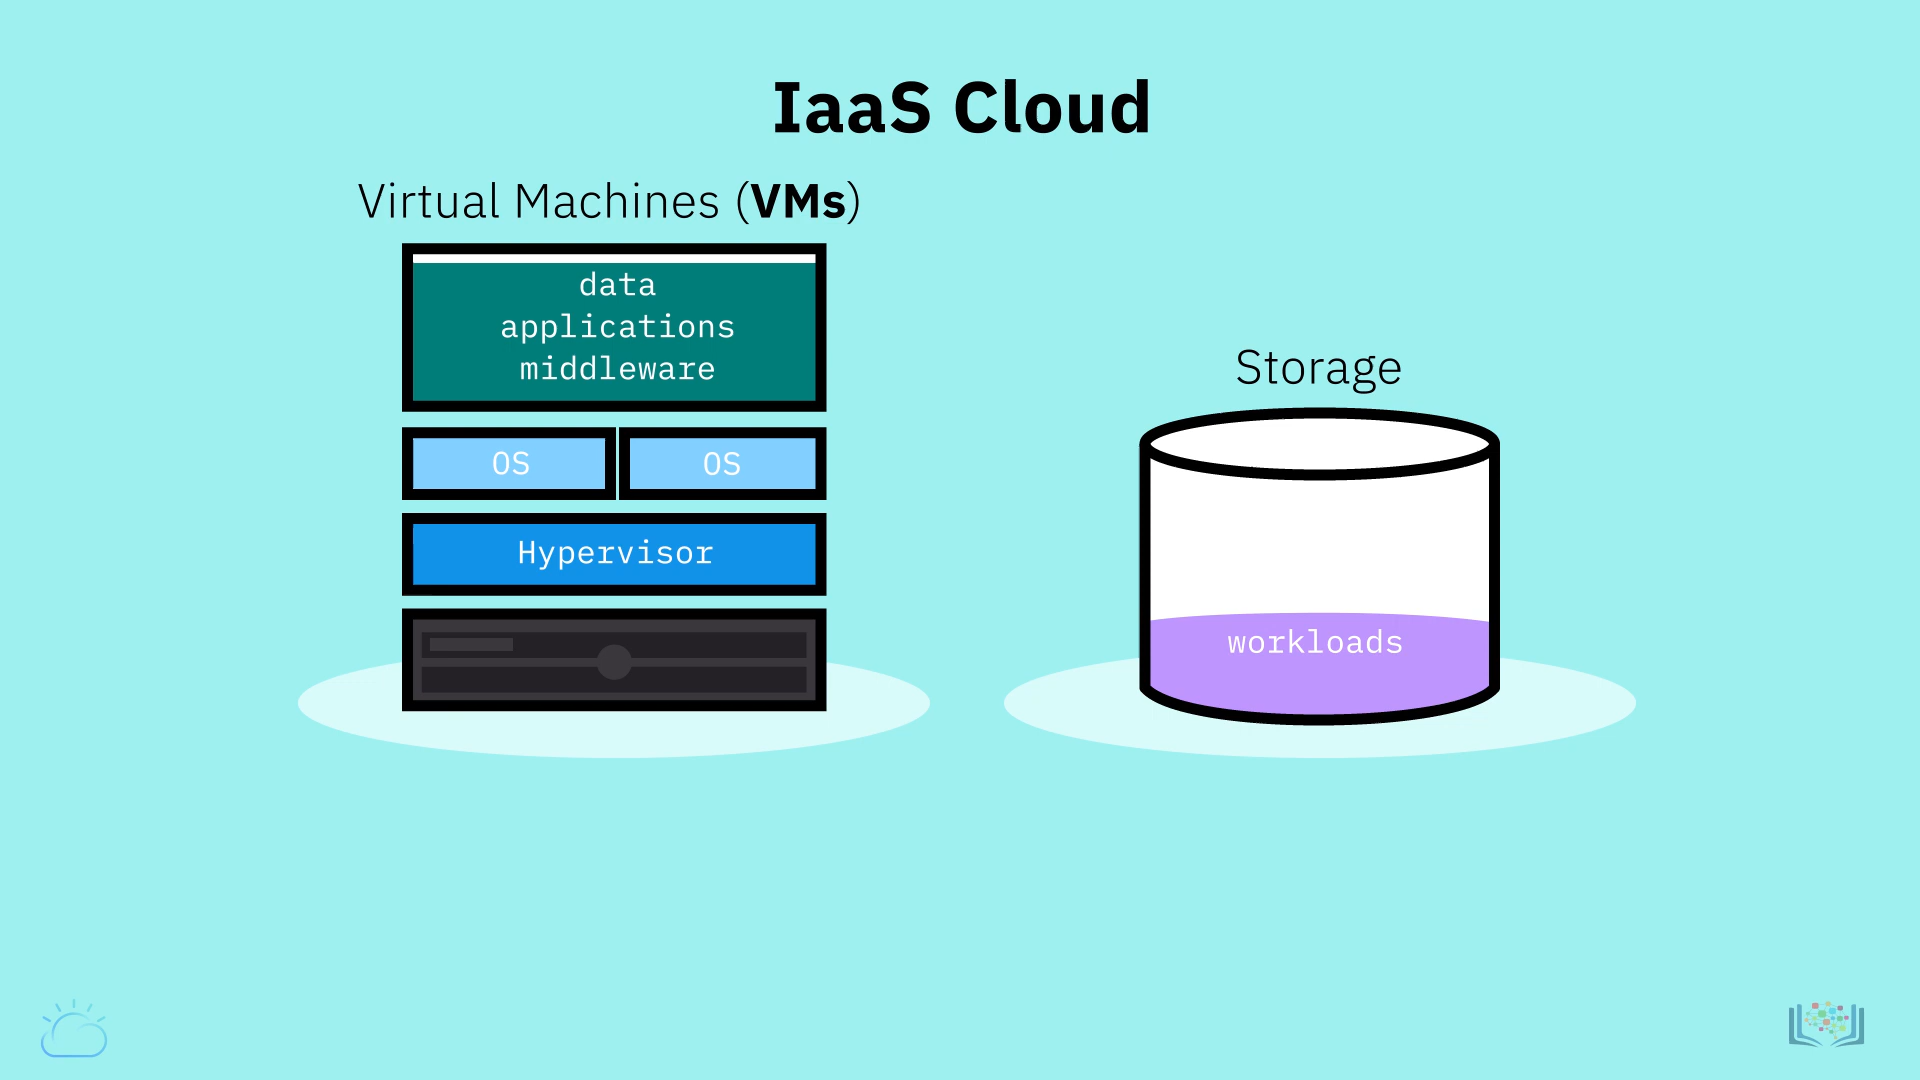 IaaS Cloud
Virtual Machines (VMs)
data
applications
middleware
OS OS
Hypervisor
Storage
workloads